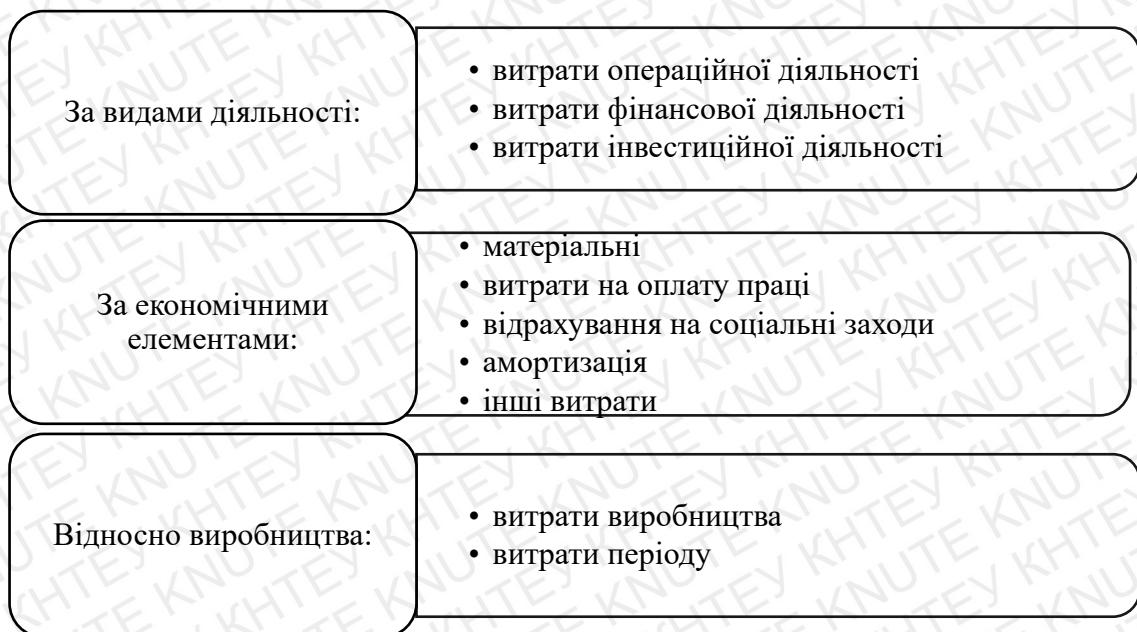 За видами діяльності:
• витрати операційної діяльності
• витрати фінансової діяльності
• витрати інвестиційної діяльності
За економічними
елементами:
• матеріальні
• витрати на оплату праці
• відрахування на соціальні заходи
• амортизація
• інші витрати
Відносно виробництва:
• витрати виробництва
• витрати періоду